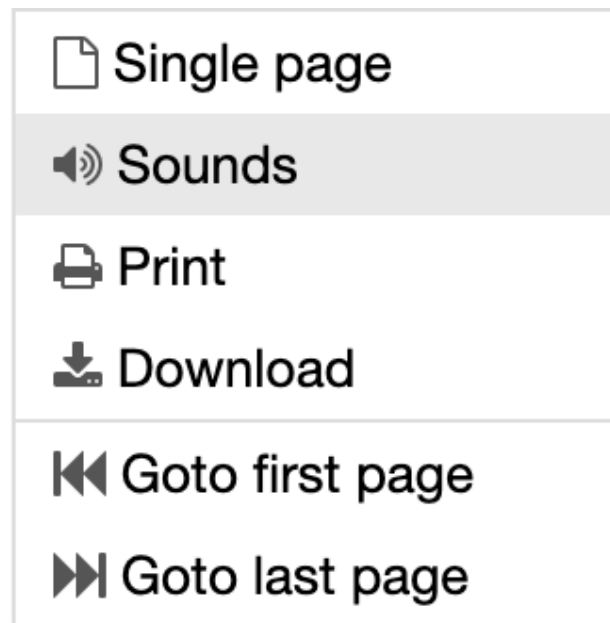 Single page
Sounds
Print
Download
Goto first page
Goto last page